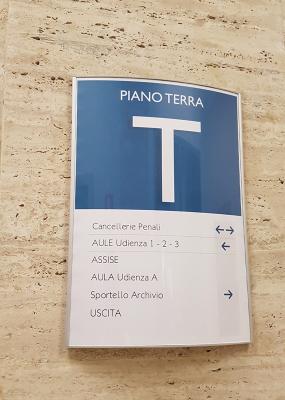 PIANO TERRA
T
Cancellerie Penali ← →
AULE Udienza 1 - 2 - 3 ←
ASSISE
AULA Udienza A
Sportello Archivio →
USCITA